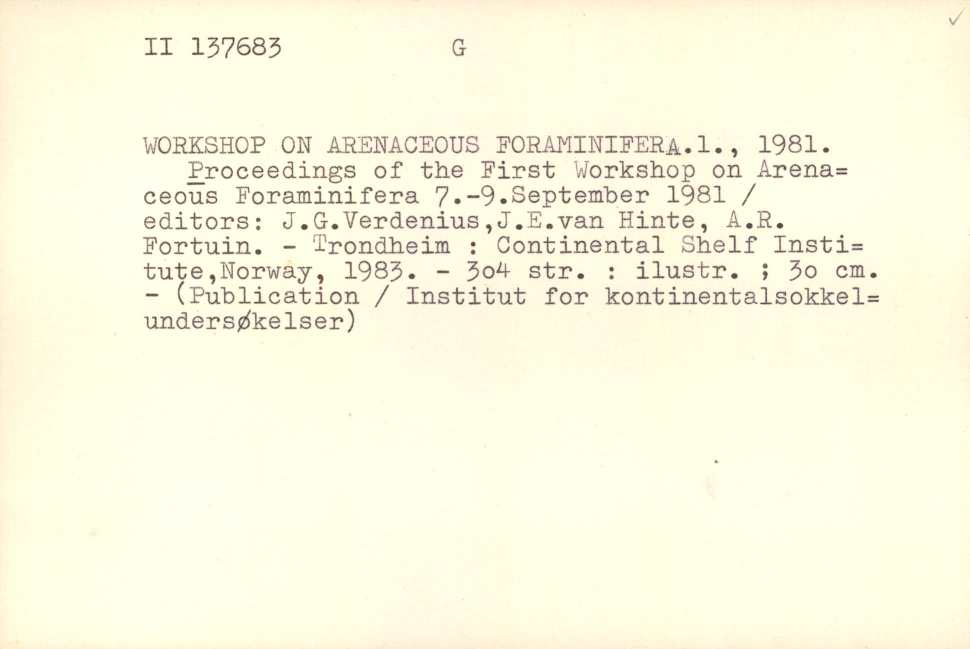 II 137683 G
WORKSHOP ON ARENACEOUS FORAMINIFERA.1., 1981.
Proceedings of the First Workshop on Arena=
ceous Foraminifera 7.-9.September 1981 /
editors: J.G.Verdenius,J.E.van Hinte, A.R.
Fortuin. - Trondheim : Continental Shelf Insti=
tute,Norway, 1983. - 3o4 str. : ilustr. ; 3o cm.
- (Publication / Institut for kontinentalsokkel=
undersøkelser)